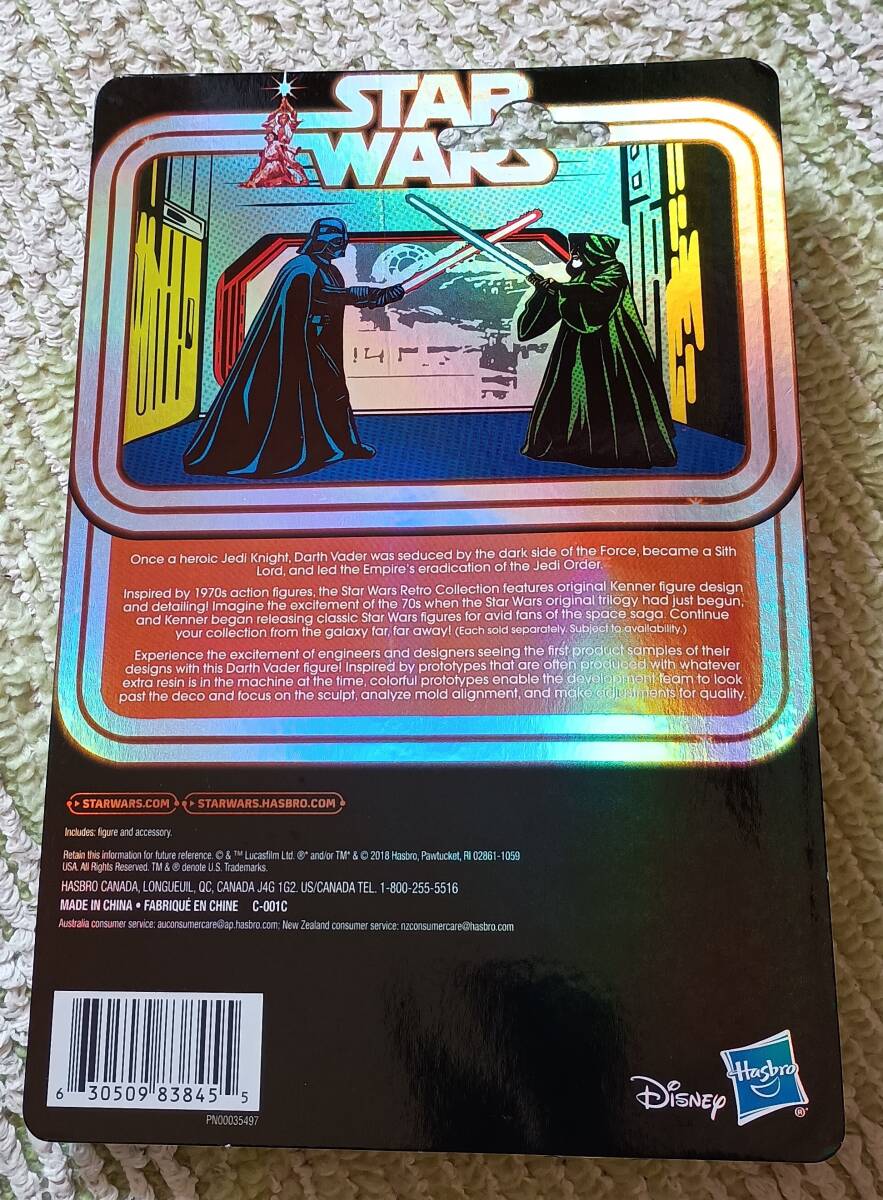 STAR
WARS
Once a heroic Jedi Knight, Darth Vader was seduced by the dark side of the Force, became a Sith
Lord, and led the Empire's eradication of the Jedi Order.
Inspired by 1970s action figures, the Star Wars Retro Collection features original Kenner figure design
and detailing! Imagine the excitement of the 70s when the Star Wars original trilogy had just begun,
and Kenner began releasing classic Star Wars figures for avid fans of the space saga. Continue
your collection from the galaxy far, far away! (Each sold separately. Subject to availability.)
Experience the excitement of engineers and designers seeing the first product samples of their
designs with this Darth Vader figure! Inspired by prototypes that are often produced with whatever
extra resin is in the machine at the time, colorful prototypes enable the development team to look
past the deco and focus on the sculpt, analyze mold alignment, and make adjustments for quality.
STARWARS.COM STARWARS.HASBRO.COM
Includes: figure and accessory.
Retain this information for future reference. © & ™ Lucasfilm Ltd. ®* and/or TM* & © 2018 Hasbro, Pawtucket, RI 02861-1059
USA. All Rights Reserved. TM & ® denote U.S. Trademarks.
HASBRO CANADA, LONGUEUIL, QC, CANADA J4G 1G2. US/CANADA TEL. 1-800-255-5516
MADE IN CHINA • FABRIQUÉ EN CHINE C-001C
Australia consumer service: auconsumercare@ap.hasbro.com; New Zealand consumer service: nzconsumercare@hasbro.com
6 30509 83845 5
PN00035497
Disney
Hasbro
®*